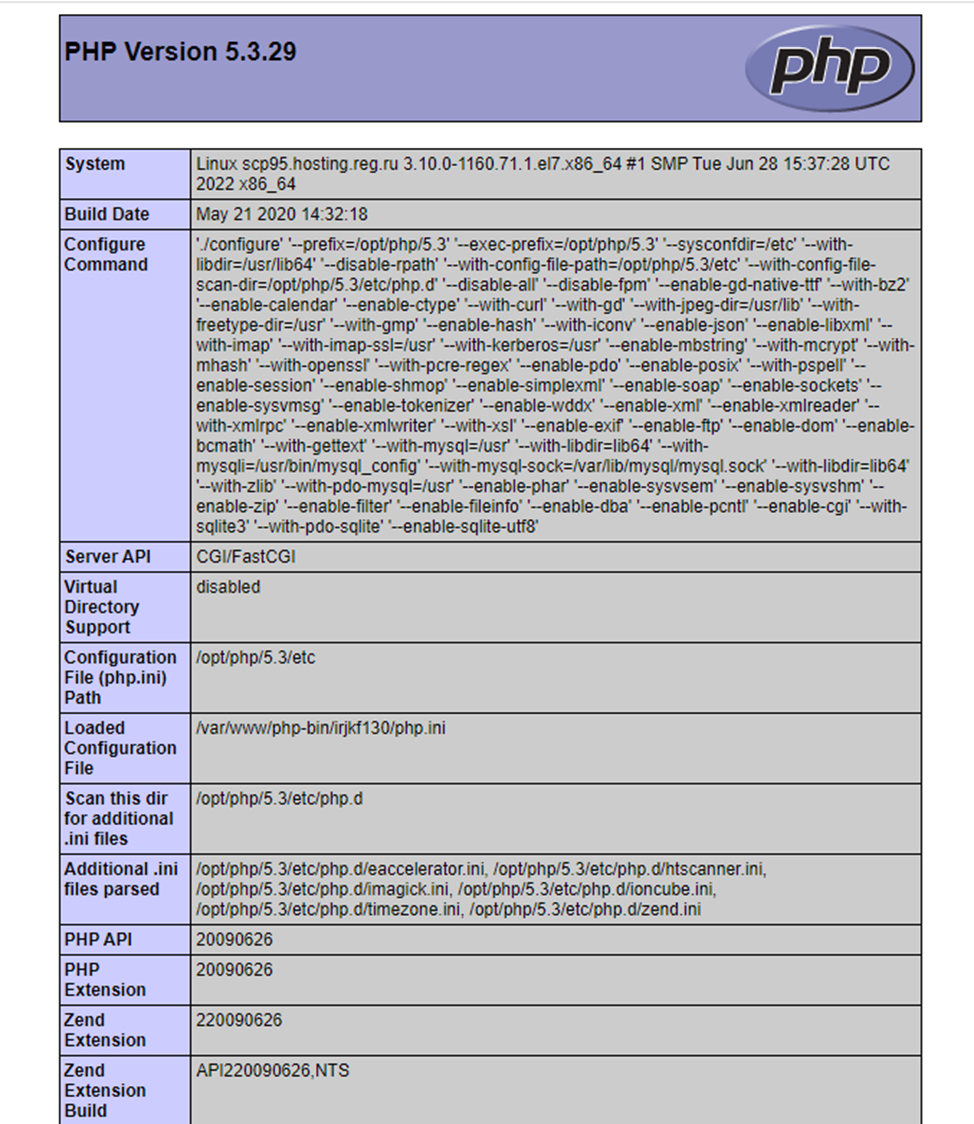 PHP Version 5.3.29
php
System
Linux scp95.hosting.reg.ru 3.10.0-1160.71.1.el7.x86_64 #1 SMP Tue Jun 28 15:37:28 UTC
2022 x86_64
Build Date
May 21 2020 14:32:18
Configure
Command
'./configure' '--prefix=/opt/php/5.3' '--exec-prefix=/opt/php/5.3' '--sysconfdir=/etc' '--with-
libdir=/usr/lib64' '--disable-rpath' '--with-config-file-path=/opt/php/5.3/etc' '--with-config-file-
scan-dir=/opt/php/5.3/etc/php.d' '--disable-all' '--disable-fpm' '--enable-gd-native-ttf' '--with-bz2'
'--enable-calendar' '--enable-ctype' '--with-curl' '--with-gd' '--with-jpeg-dir=/usr/lib' '--with-
freetype-dir=/usr' '--with-gmp' '--enable-hash' '--with-iconv' '--enable-json' '--enable-libxml' '--
with-imap' '--with-imap-ssl=/usr' '--with-kerberos=/usr' '--enable-mbstring' '--with-mcrypt' '--with-
mhash' '--with-openssl' '--with-pcre-regex' '--enable-pdo' '--enable-posix' '--with-pspell' '--
enable-session' '--enable-shmop' '--enable-simplexml' '--enable-soap' '--enable-sockets' '--
enable-sysvmsg' '--enable-tokenizer' '--enable-wddx' '--enable-xml' '--enable-xmlreader' '--
with-xmlrpc' '--enable-xmlwriter' '--with-xsl' '--enable-exif' '--enable-ftp' '--enable-dom' '--enable-
bcmath' '--with-gettext' '--with-mysql=/usr' '--with-libdir=lib64' '--with-
mysqli=/usr/bin/mysql_config' '--with-mysql-sock=/var/lib/mysql/mysql.sock' '--with-libdir=lib64'
'--with-zlib' '--with-pdo-mysql=/usr' '--enable-phar' '--enable-sysvsem' '--enable-sysvshm' '--
enable-zip' '--enable-filter' '--enable-fileinfo' '--enable-dba' '--enable-pcntl' '--enable-cgi' '--with-
sqlite3' '--with-pdo-sqlite' '--enable-sqlite-utf8'
Server API
CGI/FastCGI
Virtual
Directory
Support
disabled
Configuration
File (php.ini)
Path
/opt/php/5.3/etc
Loaded
Configuration
File
/var/www/php-bin/irjkf130/php.ini
Scan this dir
for additional
.ini files
/opt/php/5.3/etc/php.d
Additional .ini
files parsed
/opt/php/5.3/etc/php.d/eaccelerator.ini, /opt/php/5.3/etc/php.d/htscanner.ini,
/opt/php/5.3/etc/php.d/imagick.ini, /opt/php/5.3/etc/php.d/ioncube.ini,
/opt/php/5.3/etc/php.d/timezone.ini, /opt/php/5.3/etc/php.d/zend.ini
PHP API
20090626
PHP
Extension
20090626
Zend
Extension
220090626
Zend
Extension
Build
API220090626,NTS